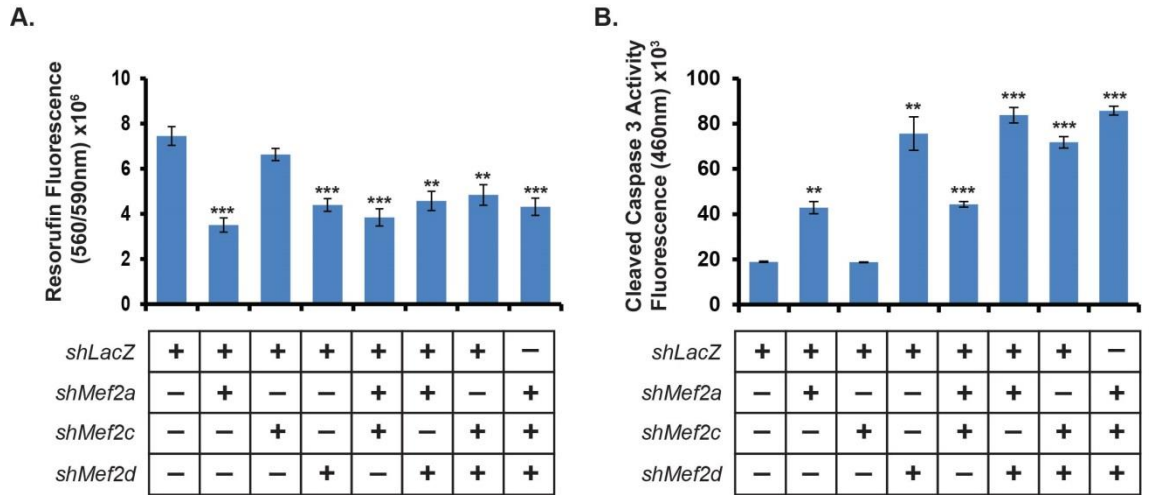 A.
Resorufin Fluorescence
(560/590nm) x10⁶
10
8
6
4
2
0
***
***
***
**
**
***
shLacZ + + + + + + + –
shMef2a – + – – + + – +
shMef2c – – + – + – + +
shMef2d – – – + – + + +
B.
Cleaved Caspase 3 Activity
Fluorescence (460nm) x10³
100
80
60
40
20
0
**
**
***
***
***
***
shLacZ + + + + + + + –
shMef2a – + – – + + – +
shMef2c – – + – + – + +
shMef2d – – – + – + + +